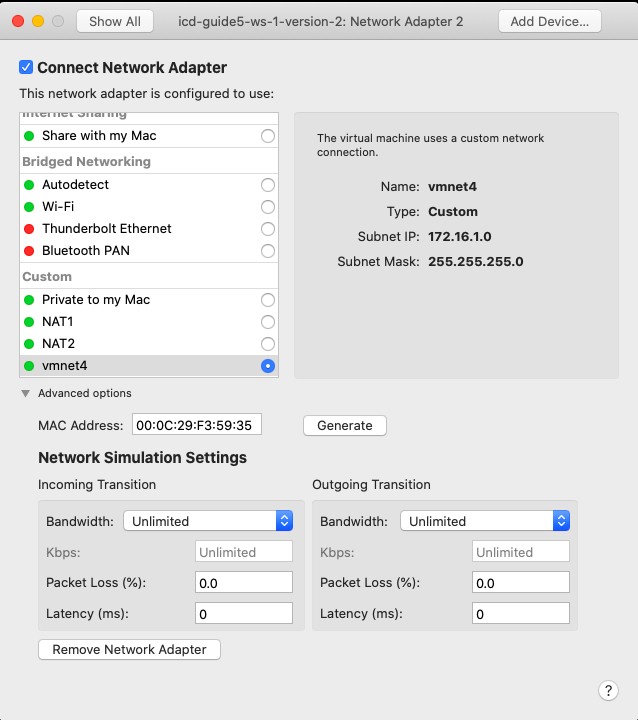 Show All
icd-guide5-ws-1-version-2: Network Adapter 2
Add Device...
Connect Network Adapter
This network adapter is configured to use:
Internet Sharing
Share with my Mac
Bridged Networking
Autodetect
Wi-Fi
Thunderbolt Ethernet
Bluetooth PAN
Custom
Private to my Mac
NAT1
NAT2
vmnet4
The virtual machine uses a custom network
connection.
Name: vmnet4
Type: Custom
Subnet IP: 172.16.1.0
Subnet Mask: 255.255.255.0
Advanced options
MAC Address: 00:0C:29:F3:59:35
Generate
Network Simulation Settings
Incoming Transition
Bandwidth: Unlimited
Kbps: Unlimited
Packet Loss (%): 0.0
Latency (ms): 0
Outgoing Transition
Bandwidth: Unlimited
Kbps: Unlimited
Packet Loss (%): 0.0
Latency (ms): 0
Remove Network Adapter
?